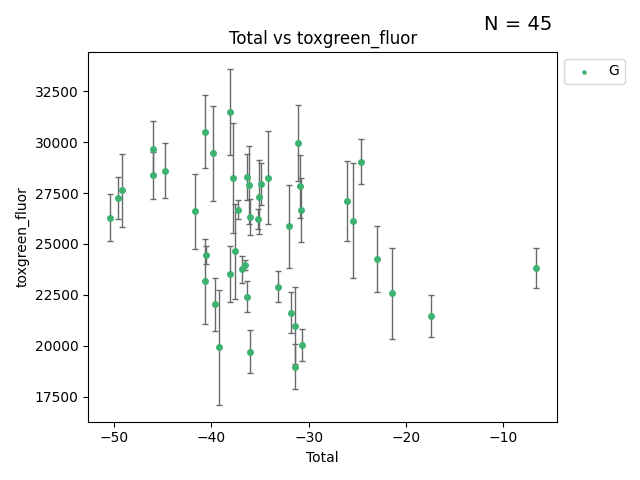 N = 45
Total vs toxgreen_fluor
G
toxgreen_fluor
32500
30000
27500
25000
22500
20000
17500
−50 −40 −30 −20 −10
Total